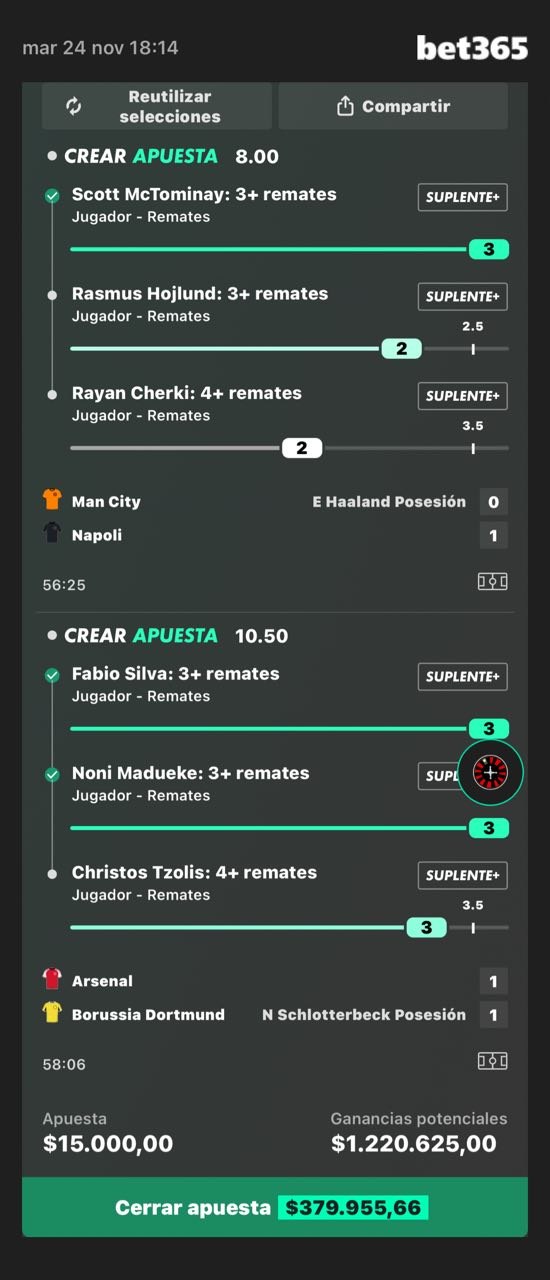 mar 24 nov 18:14
bet365
Reutilizar
selecciones
Compartir
CREAR APUESTA 8.00
Scott McTominay: 3+ remates
SUPLENTE+
Jugador - Remates
3
Rasmus Hojlund: 3+ remates
SUPLENTE+
Jugador - Remates
2.5
2
Rayan Cherki: 4+ remates
SUPLENTE+
Jugador - Remates
3.5
2
Man City E Haaland Posesión 0
Napoli 1
56:25
CREAR APUESTA 10.50
Fabio Silva: 3+ remates
SUPLENTE+
Jugador - Remates
3
Noni Madueke: 3+ remates
SUPL
Jugador - Remates
3
Christos Tzolis: 4+ remates
SUPLENTE+
Jugador - Remates
3.5
3
Arsenal 1
Borussia Dortmund N Schlotterbeck Posesión 1
58:06
Apuesta Ganancias potenciales
$15.000,00 $1.220.625,00
Cerrar apuesta $379.955,66